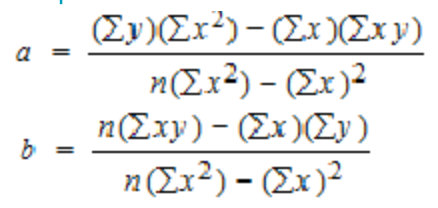 a = (Σy)(Σx²) − (Σx)(Σxy) / n(Σx²) − (Σx)²
b = n(Σxy) − (Σx)(Σy) / n(Σx²) − (Σx)²